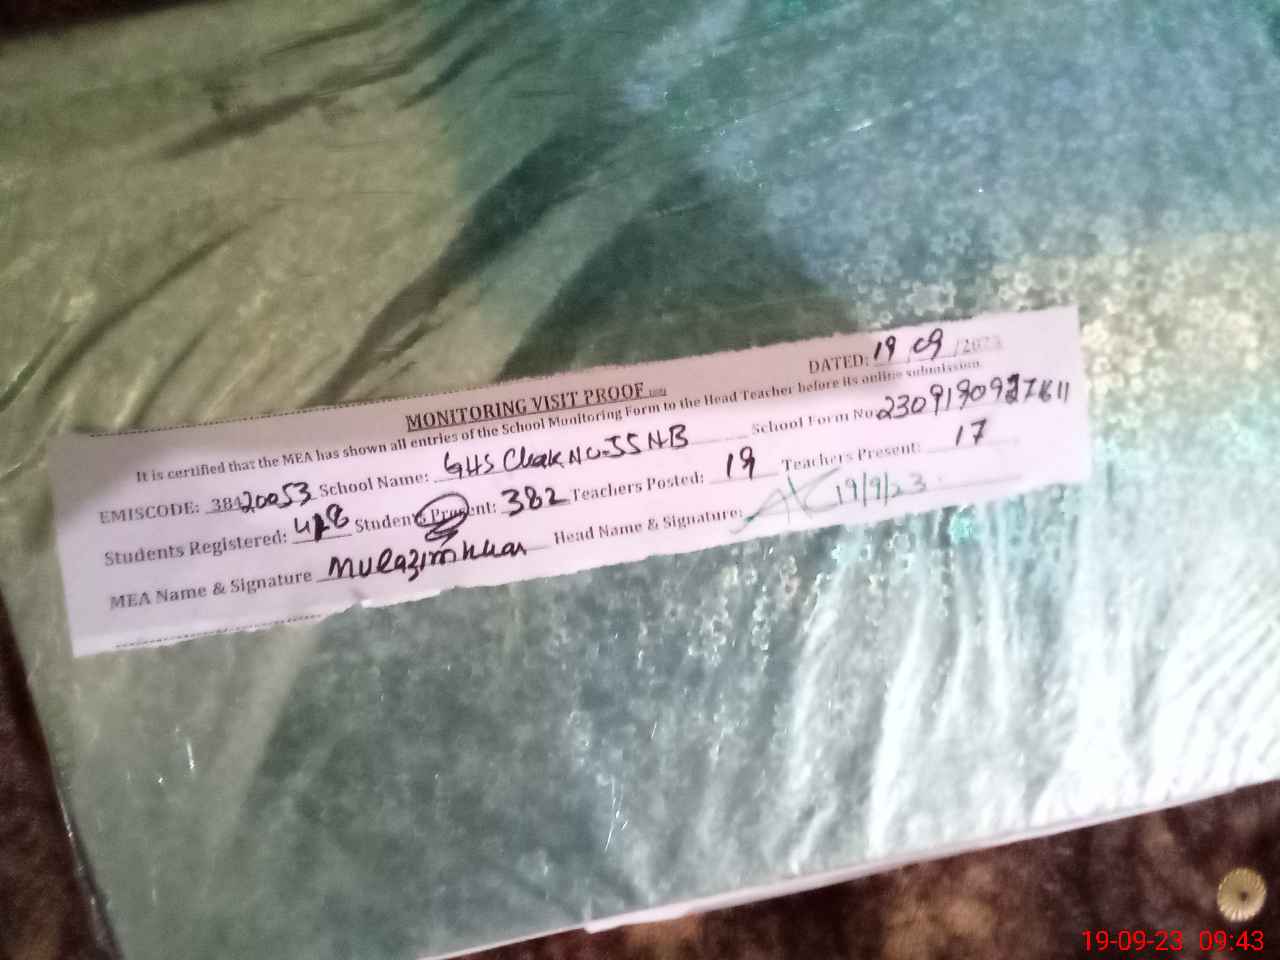 MONITORING VISIT PROOF
DATED: 19/09/2023
It is certified that the MEA has shown all entries of the School Monitoring Form to the Head Teacher before its online submission.
EMISCODE: 38420053 School Name: GHS Chak No-55 NB School Form No
Students Registered: 428 Students Present: 382 Teachers Posted: 19 Teachers Present: 17
MEA Name & Signature Mulazim Head Name & Signature: 19/9/23
19-09-23 09:43